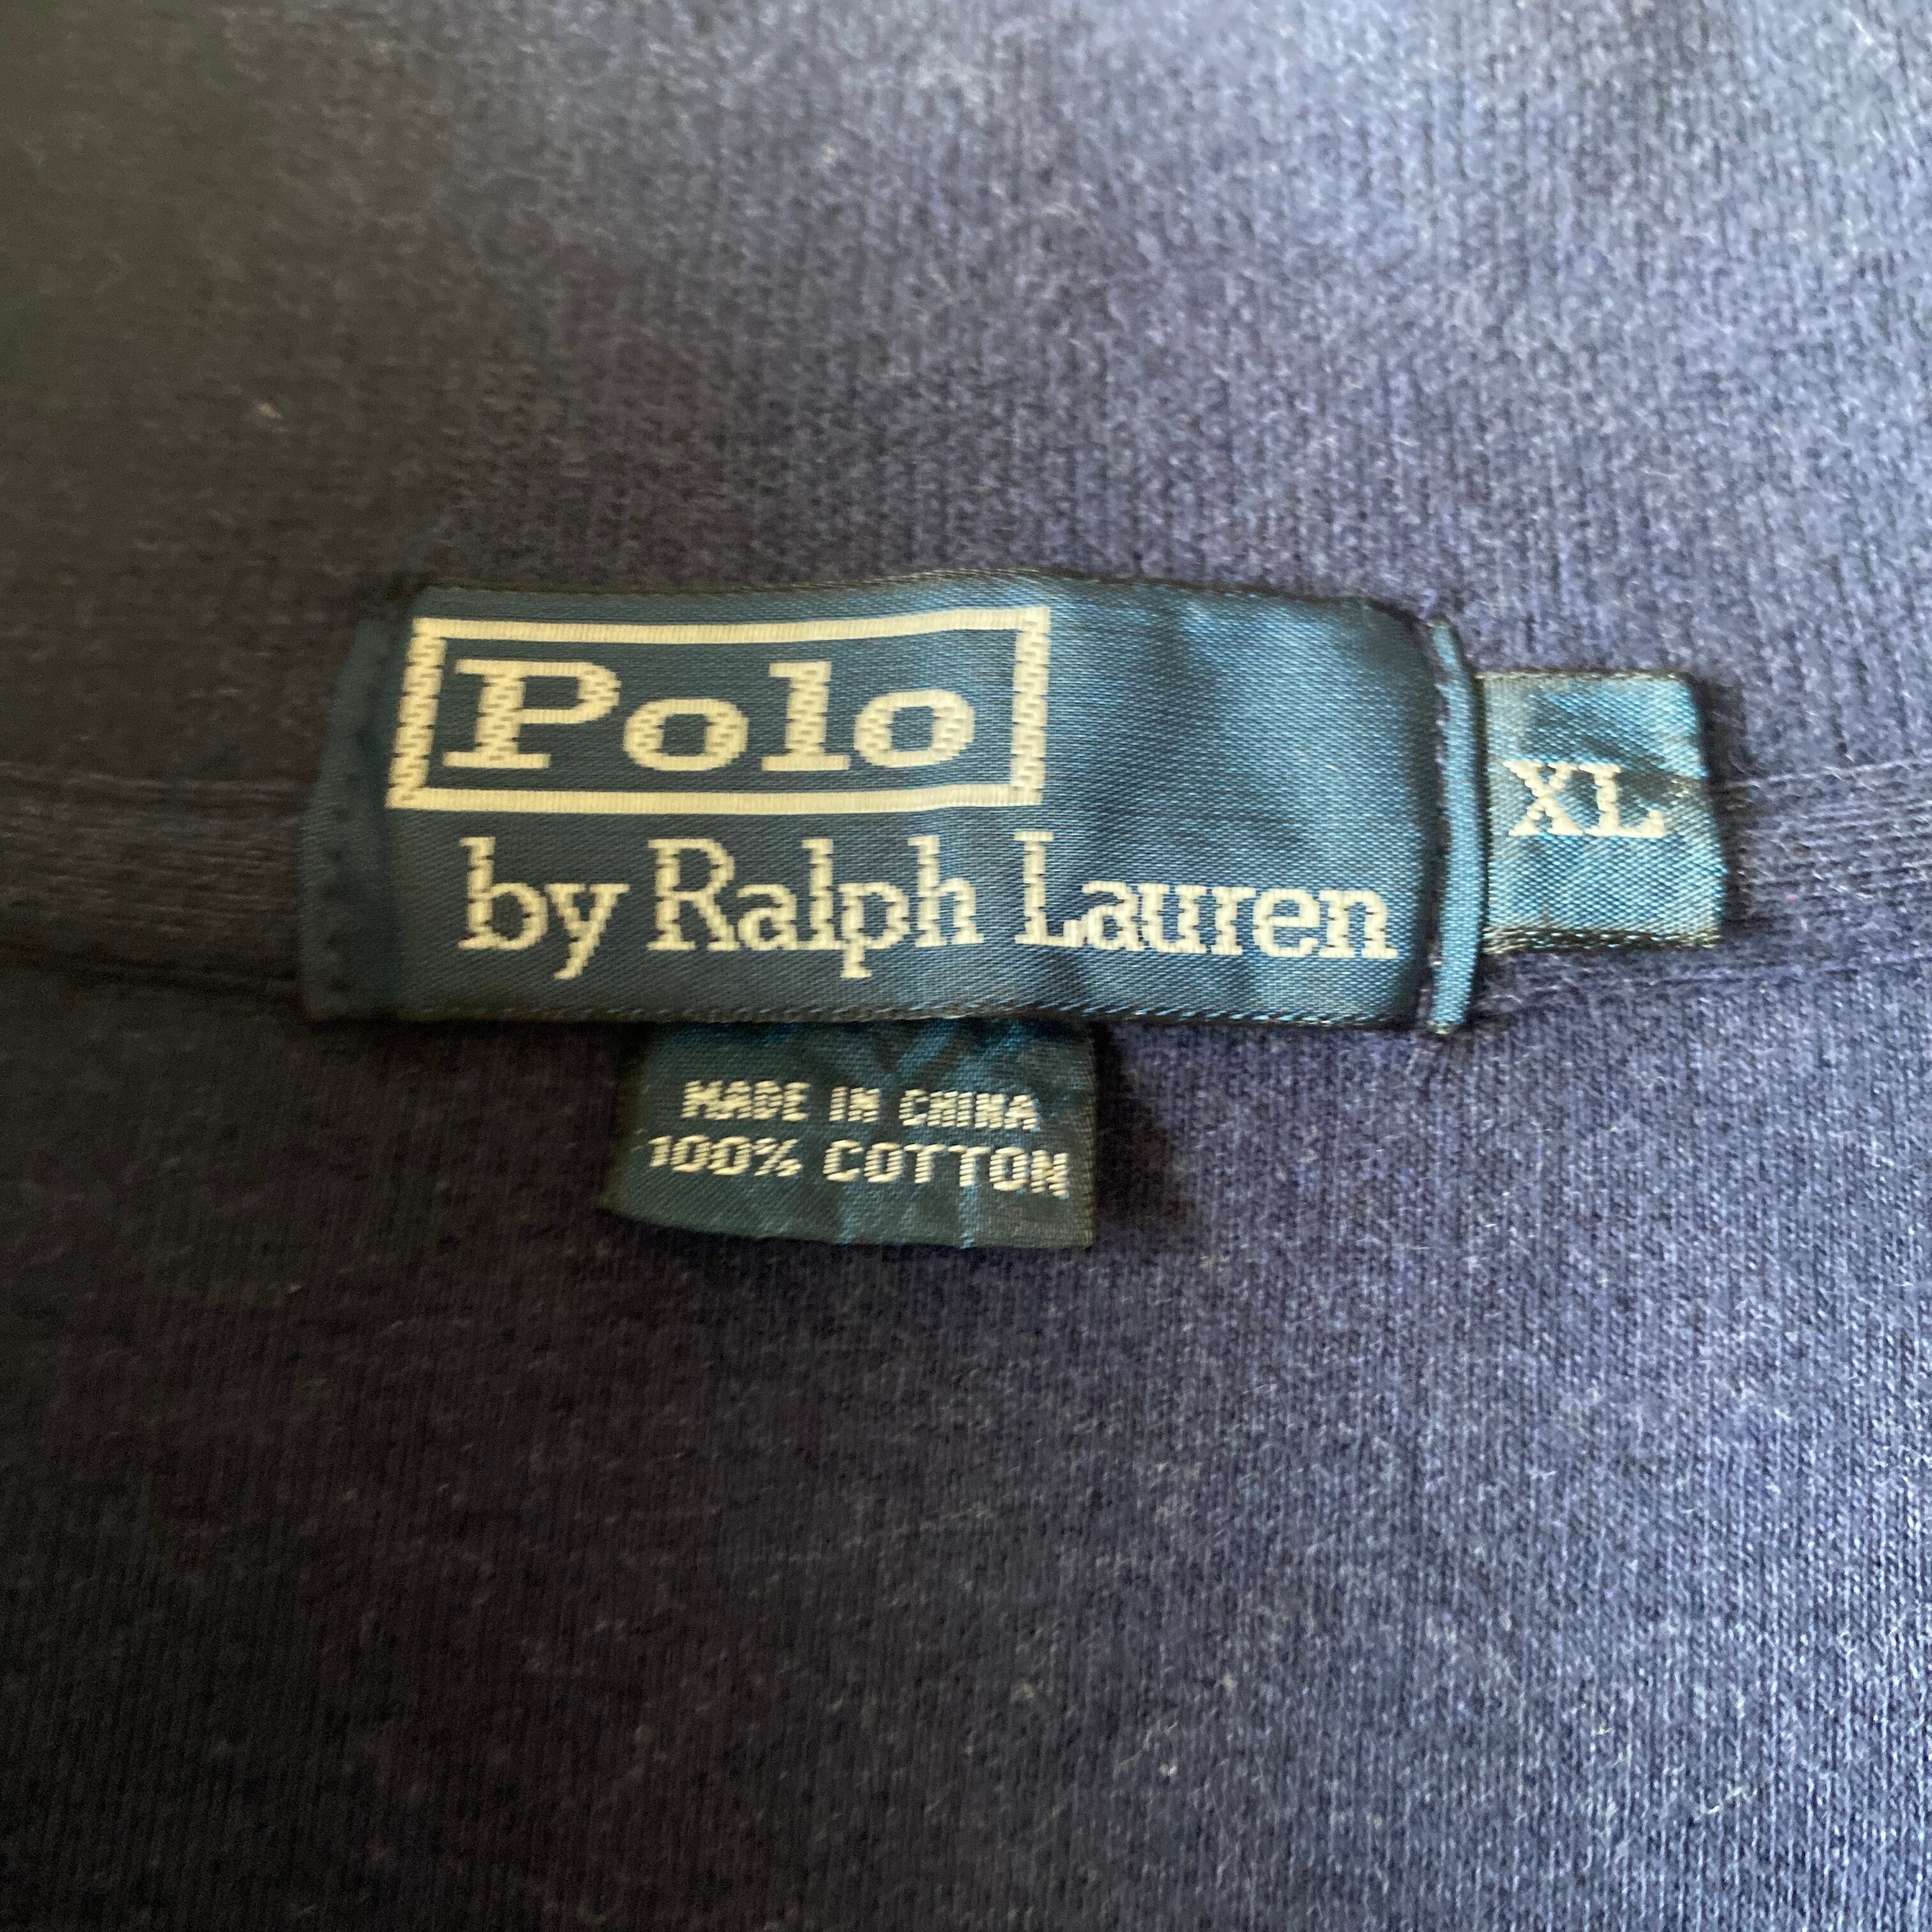 Polo
by Ralph Lauren
XL
MADE IN CHINA
100% COTTON